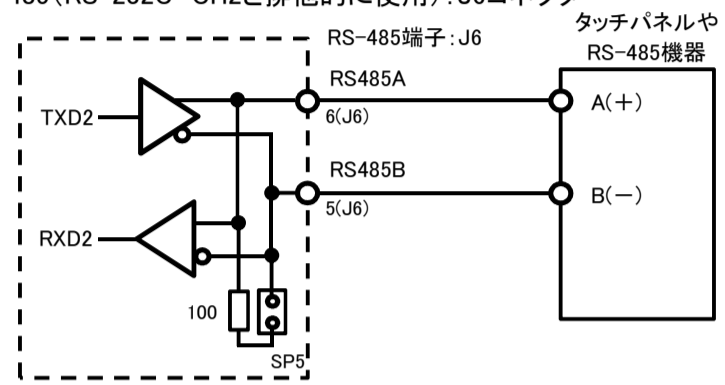 タッチパネルや
RS-485機器
RS-485端子:J6
RS485A
6(J6)
TXD2
A(+)
RS485B
5(J6)
B(-)
RXD2
100
SP5